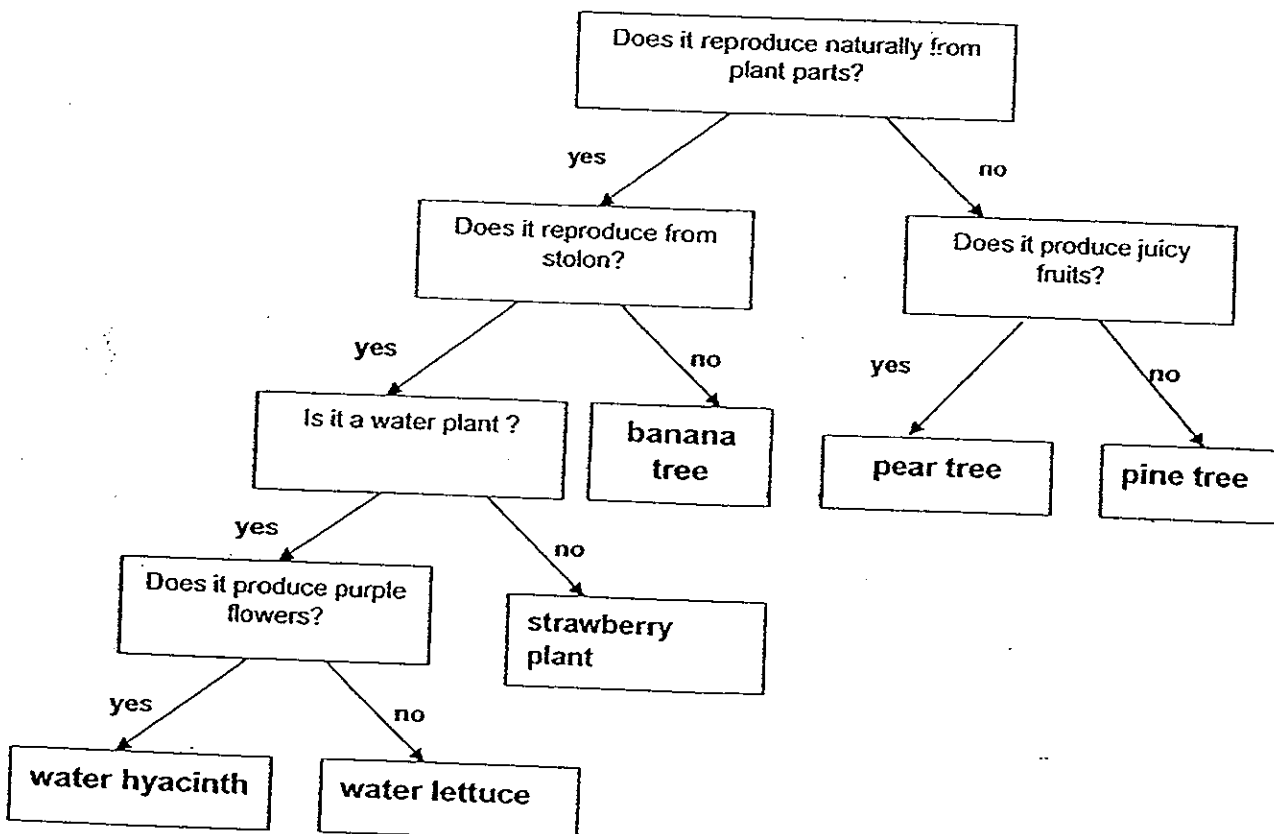 Does it reproduce naturally from
plant parts?
yes
no
Does it reproduce from
stolon?
Does it produce juicy
fruits?
yes
no
yes
no
Is it a water plant ?
banana
tree
pear tree
pine tree
yes
no
Does it produce purple
flowers?
strawberry
plant
yes
no
water hyacinth
water lettuce